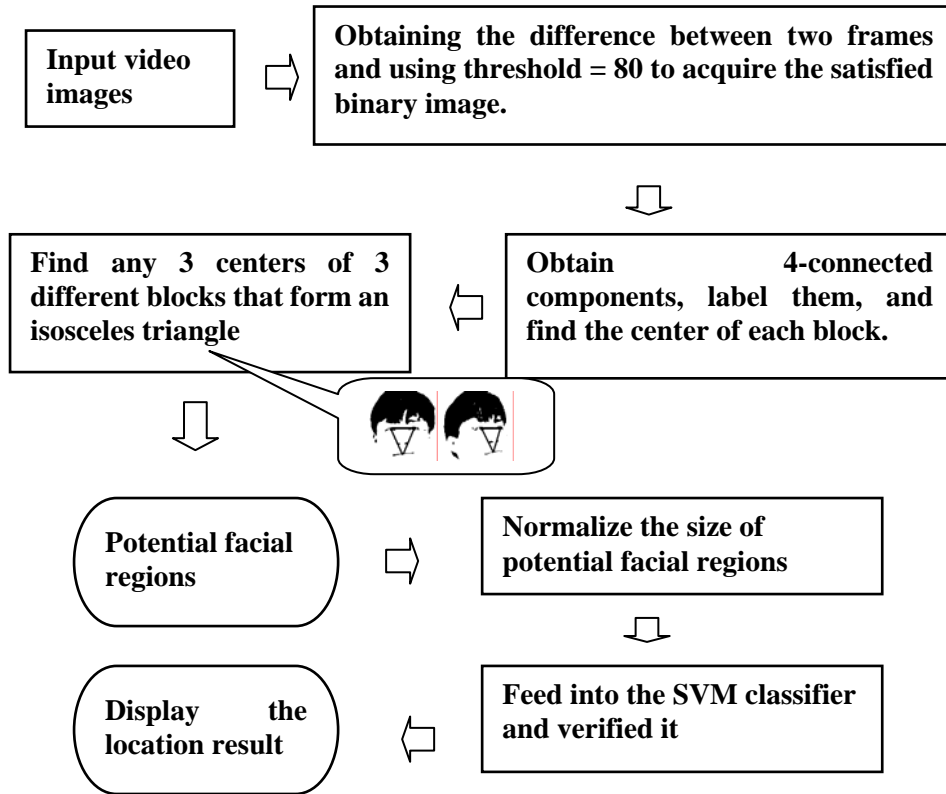 Input video
images
Obtaining the difference between two frames
and using threshold = 80 to acquire the satisfied
binary image.
Obtain 4-connected
components, label them, and
find the center of each block.
Find any 3 centers of 3
different blocks that form an
isosceles triangle
Potential facial
regions
Normalize the size of
potential facial regions
Feed into the SVM classifier
and verified it
Display the
location result